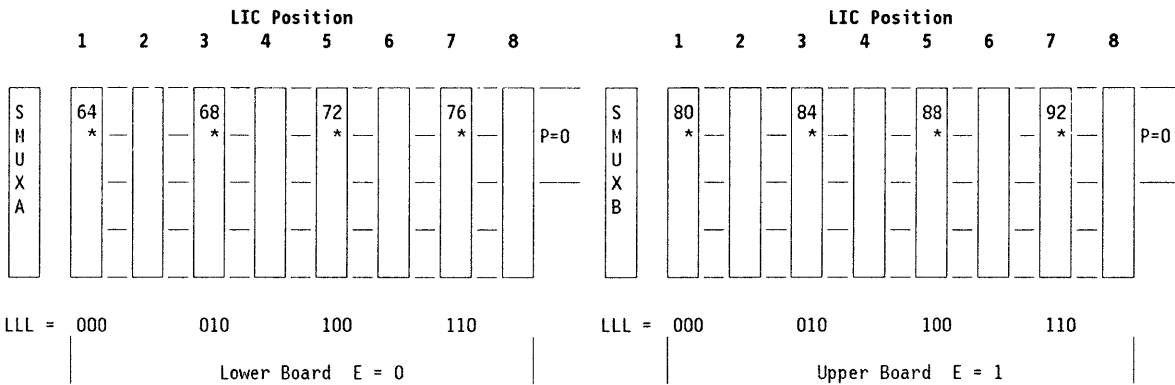 LIC Position LIC Position
1 2 3 4 5 6 7 8 1 2 3 4 5 6 7 8
S 64 68 72 76 S 80 84 88 92
M * * * * P=0 M * * * * P=0
U U
X X
A B
LLL = 000 010 100 110 LLL = 000 010 100 110
Lower Board E = 0 Upper Board E = 1